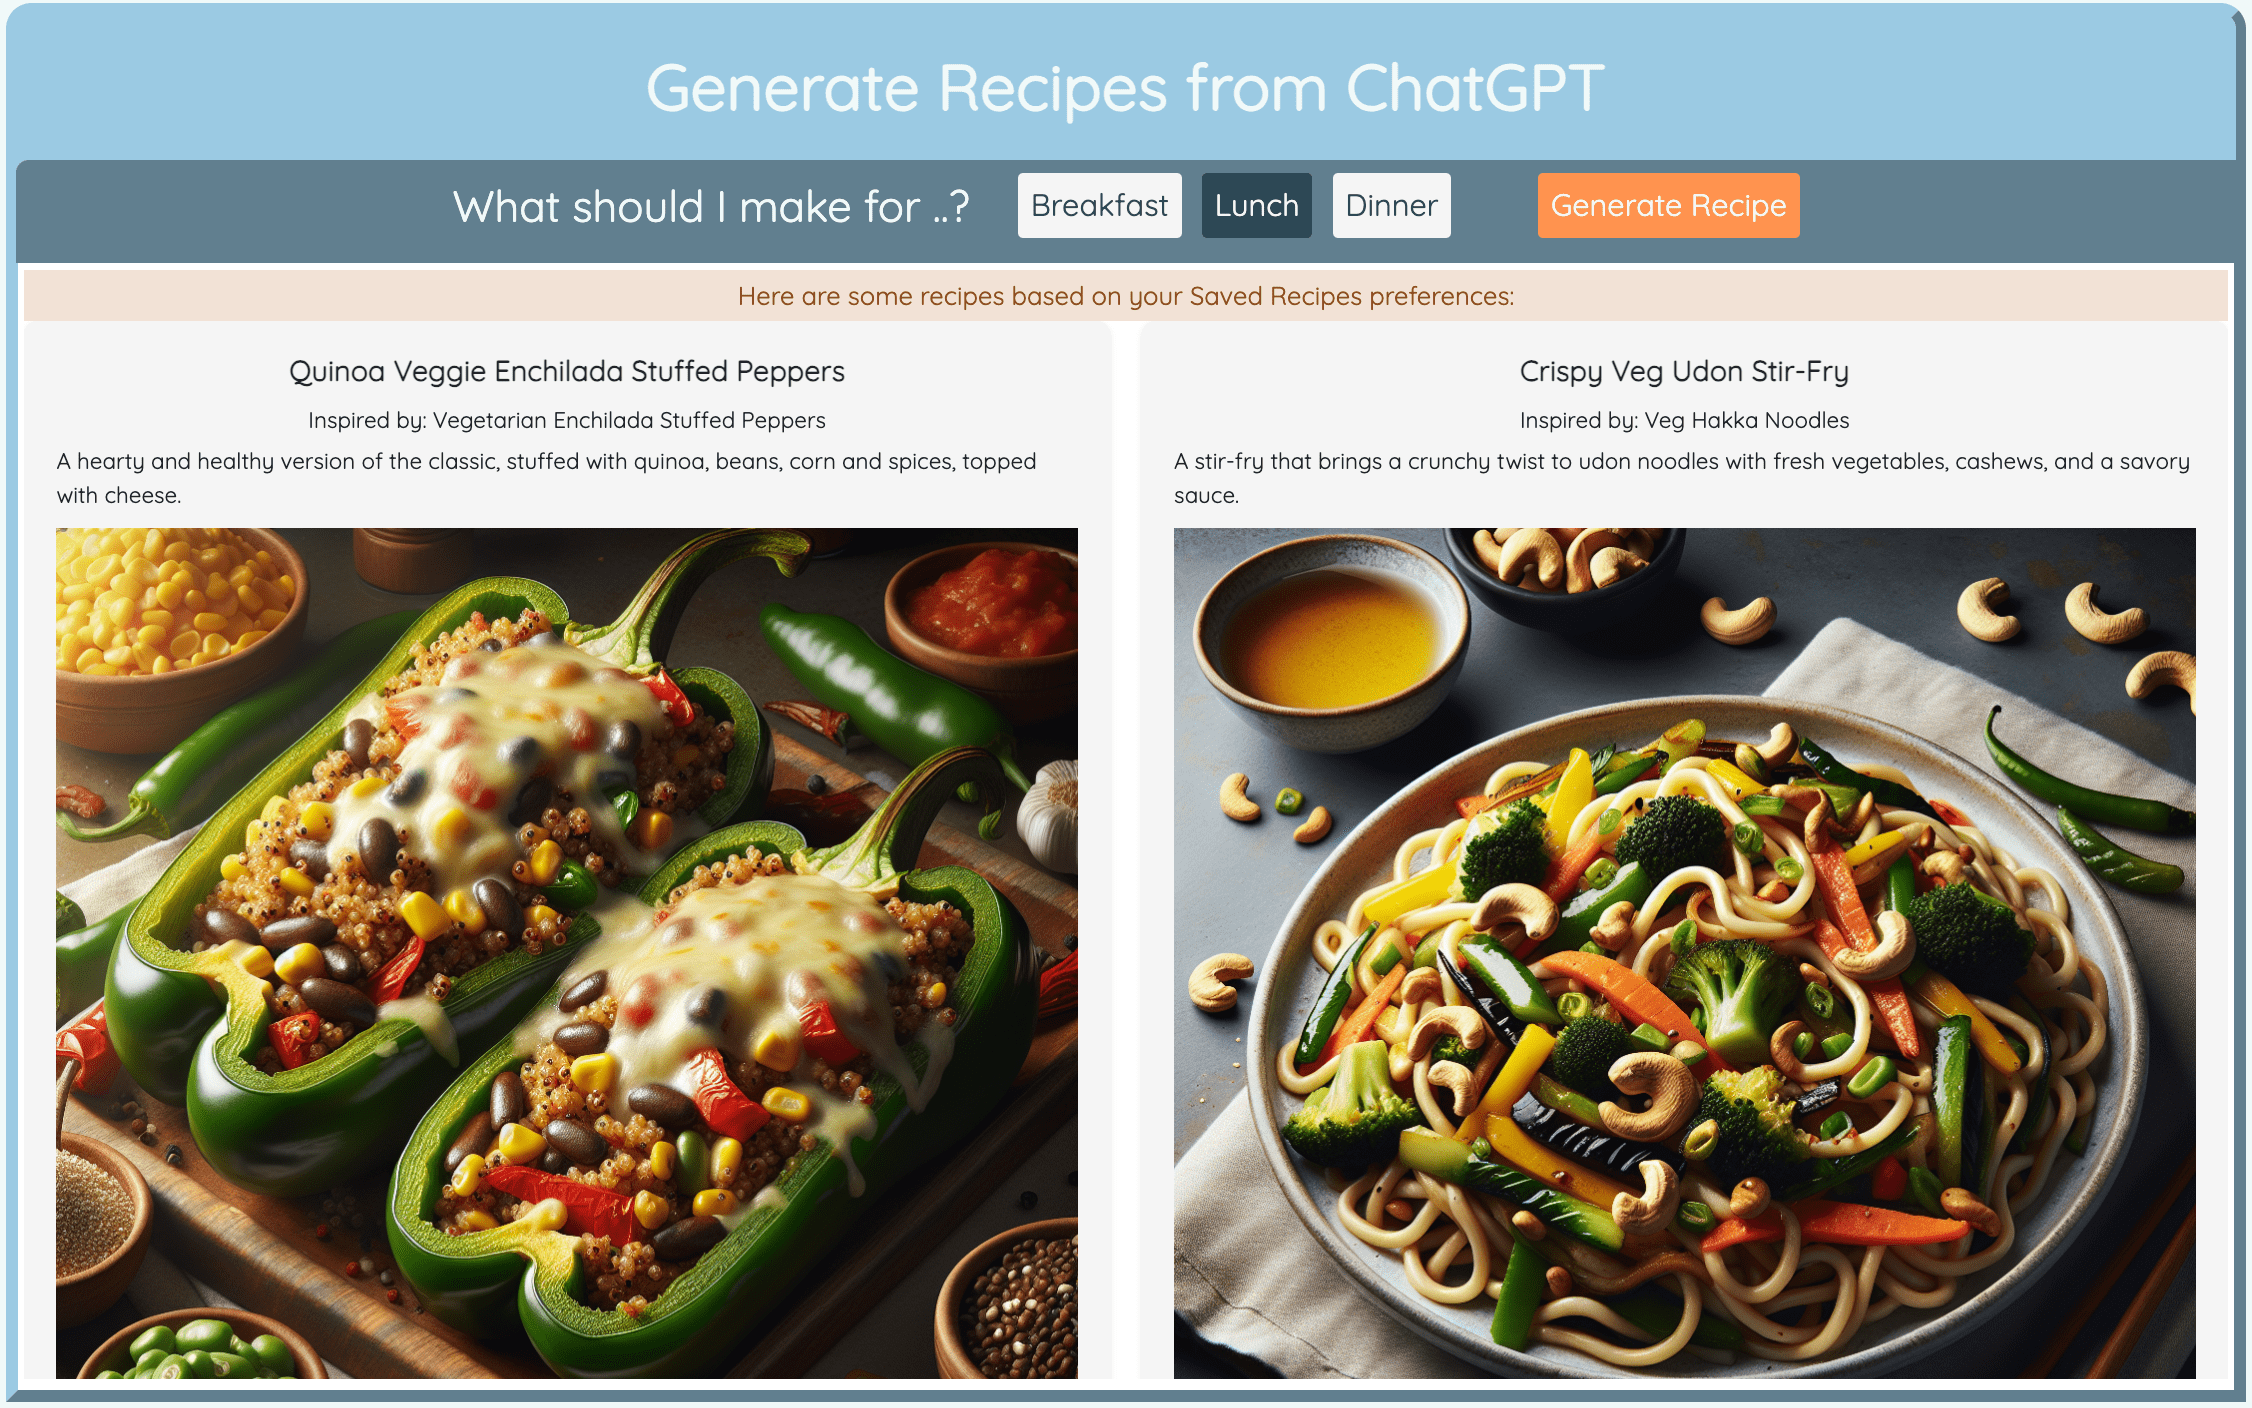 Generate Recipes from ChatGPT
What should I make for ..? Breakfast Lunch Dinner Generate Recipe
Here are some recipes based on your Saved Recipes preferences:
Quinoa Veggie Enchilada Stuffed Peppers
Inspired by: Vegetarian Enchilada Stuffed Peppers
A hearty and healthy version of the classic, stuffed with quinoa, beans, corn and spices, topped
with cheese.
Crispy Veg Udon Stir-Fry
Inspired by: Veg Hakka Noodles
A stir-fry that brings a crunchy twist to udon noodles with fresh vegetables, cashews, and a savory
sauce.